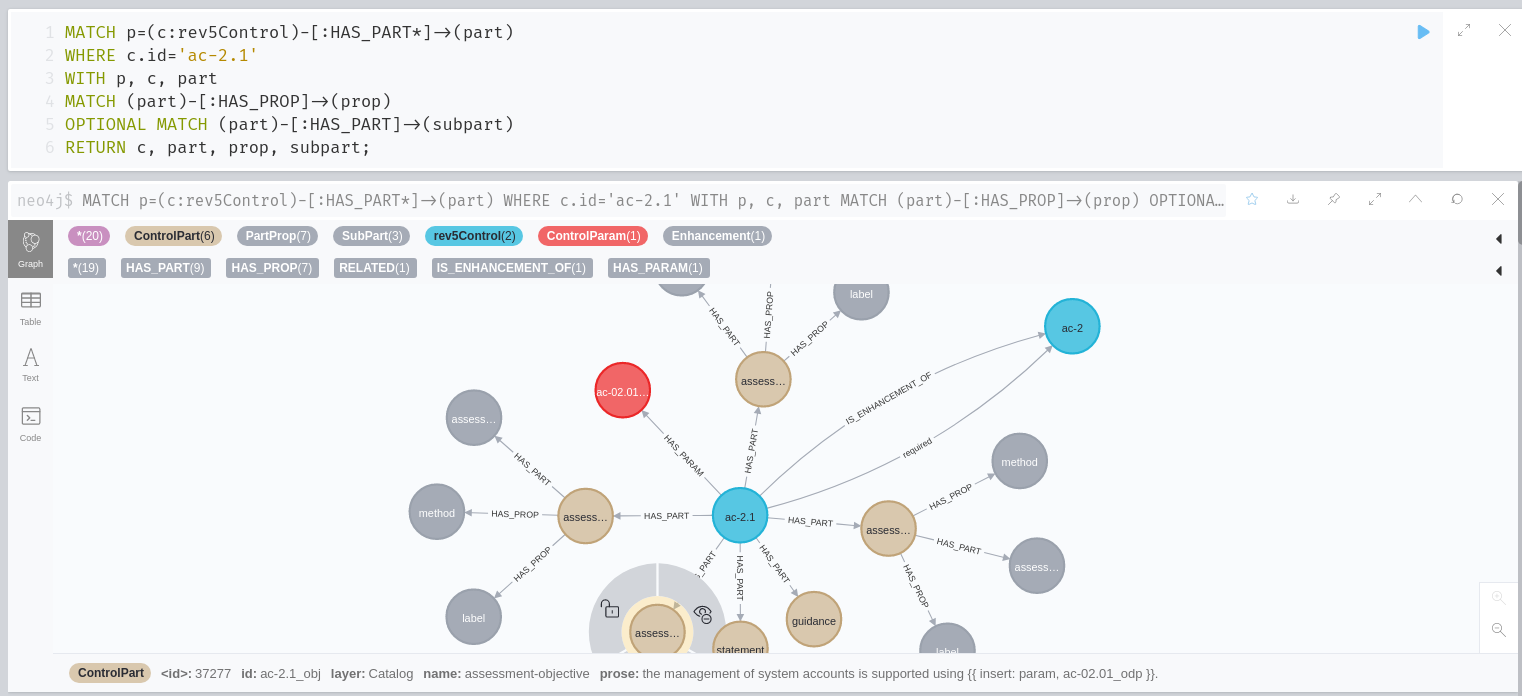 1 MATCH p=(c:rev5Control)-[:HAS_PART*]->(part)
2 WHERE c.id='ac-2.1'
3 WITH p, c, part
4 MATCH (part)-[:HAS_PROP]->(prop)
5 OPTIONAL MATCH (part)-[:HAS_PART]->(subpart)
6 RETURN c, part, prop, subpart;
neo4j$ MATCH p=(c:rev5Control)-[:HAS_PART*]->(part) WHERE c.id='ac-2.1' WITH p, c, part MATCH (part)-[:HAS_PROP]->(prop) OPTIONA…
Graph
Table
Text
Code
*(20) ControlPart(6) PartProp(7) SubPart(3) rev5Control(2) ControlParam(1) Enhancement(1)
*(19) HAS_PART(9) HAS_PROP(7) RELATED(1) IS_ENHANCEMENT_OF(1) HAS_PARAM(1)
label
HAS_PROP
HAS_PART
HAS_PROP
ac-2
assess…
ac-02.01…
IS_ENHANCEMENT_OF
assess…
HAS_PART
HAS_PARAM
HAS_PART
required
method
HAS_PROP
method
HAS_PROP
assess…
HAS_PART
ac-2.1
HAS_PART
assess…
HAS_PART
assess…
HAS_PROP
_PART
HAS_PART
HAS_PART
HAS_PROP
label
assess…
guidance
statement
label
ControlPart <id>: 37277 id: ac-2.1_obj layer: Catalog name: assessment-objective prose: the management of system accounts is supported using {{ insert: param, ac-02.01_odp }}.